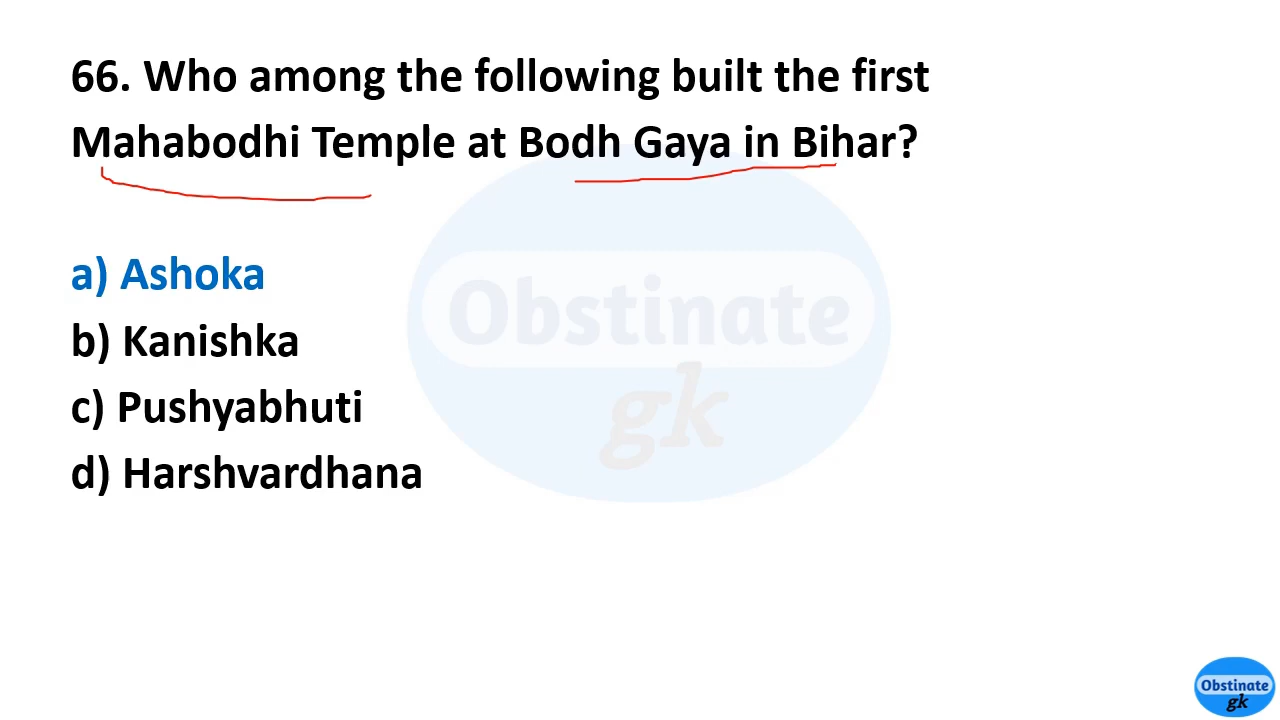 66. Who among the following built the first
Mahabodhi Temple at Bodh Gaya in Bihar?
a) Ashoka
b) Kanishka
c) Pushyabhuti
d) Harshvardhana
Obstinate
gk
Obstinate
gk